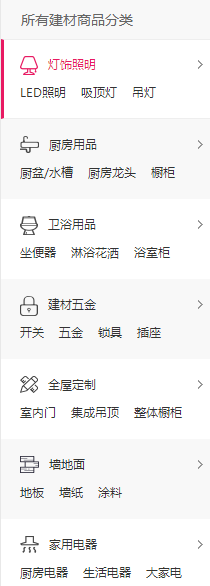 所有建材商品分类
灯饰照明
LED照明 吸顶灯 吊灯
厨房用品
厨盆/水槽 厨房龙头 橱柜
卫浴用品
坐便器 淋浴花洒 浴室柜
建材五金
开关 五金 锁具 插座
全屋定制
室内门 集成吊顶 整体橱柜
墙地面
地板 墙纸 涂料
家用电器
厨房电器 生活电器 大家电